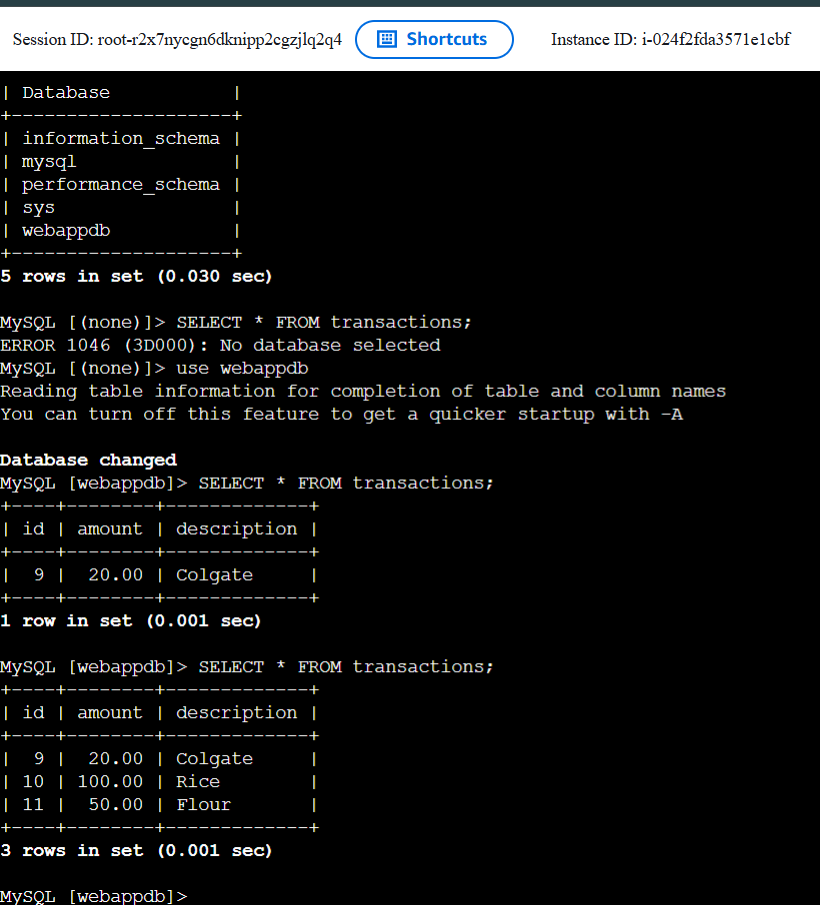 Session ID: root-r2x7nycgn6dknipp2cgzjlq2q4 Shortcuts Instance ID: i-024f2fda3571e1cbf
| Database            |
+--------------------+
| information_schema |
| mysql              |
| performance_schema |
| sys                |
| webappdb           |
+--------------------+
5 rows in set (0.030 sec)
MySQL [(none)]> SELECT * FROM transactions;
ERROR 1046 (3D000): No database selected
MySQL [(none)]> use webappdb
Reading table information for completion of table and column names
You can turn off this feature to get a quicker startup with -A
Database changed
MySQL [webappdb]> SELECT * FROM transactions;
+----+--------+-------------+
| id | amount | description |
+----+--------+-------------+
|  9 |  20.00 | Colgate     |
+----+--------+-------------+
1 row in set (0.001 sec)
MySQL [webappdb]> SELECT * FROM transactions;
+----+--------+-------------+
| id | amount | description |
+----+--------+-------------+
|  9 |  20.00 | Colgate     |
| 10 | 100.00 | Rice        |
| 11 |  50.00 | Flour       |
+----+--------+-------------+
3 rows in set (0.001 sec)
MySQL [webappdb]>